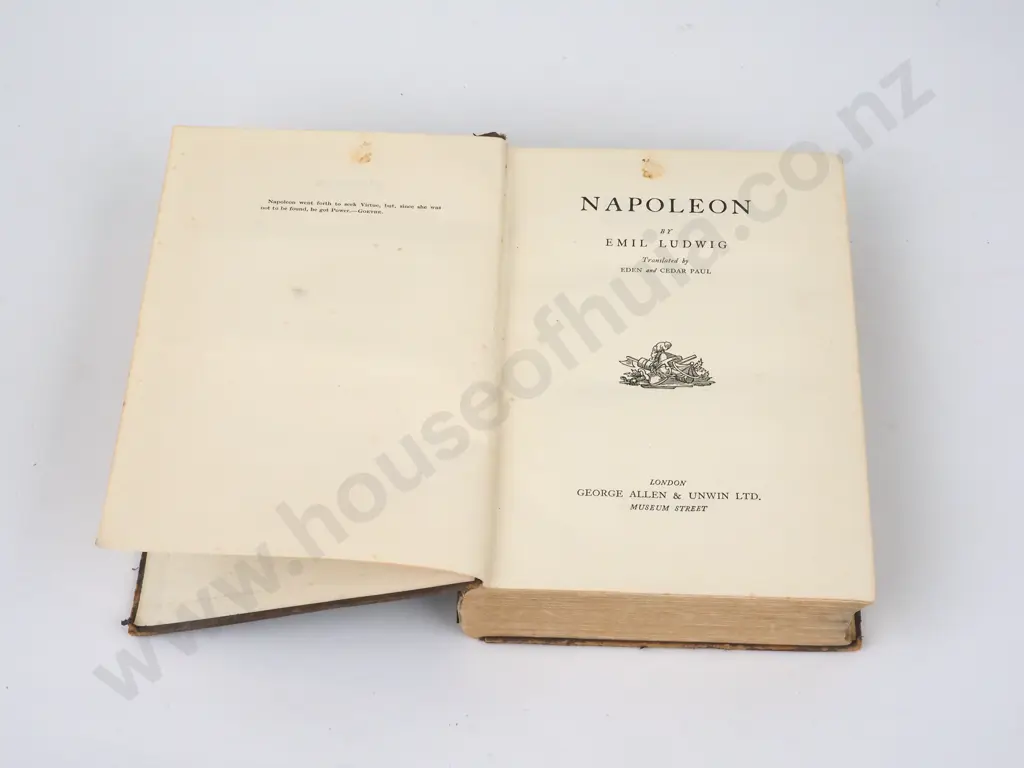 Napoleon went forth to seek Virtue, but, since she was
not to be found, he got Power.—GOETHE.
NAPOLEON
BY
EMIL LUDWIG
Translated by
EDEN and CEDAR PAUL
LONDON
GEORGE ALLEN & UNWIN LTD.
MUSEUM STREET
www.houseofhuia.co.nz